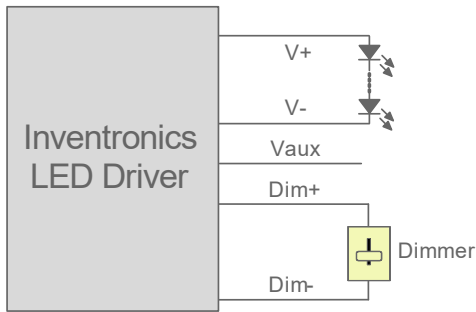 V+
V-
Inventronics
LED Driver
Vaux
Dim+
Dimmer
Dim-